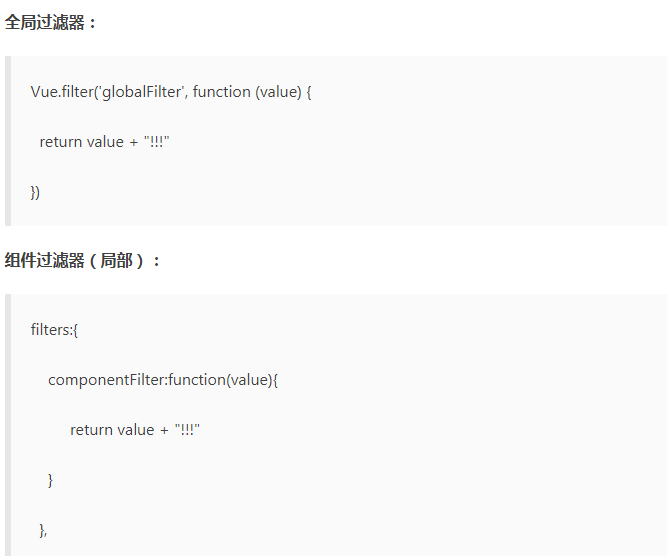 全局过滤器：
Vue.filter('globalFilter', function (value) {
return value + "!!!"
})
组件过滤器（局部）：
filters:{
componentFilter:function(value){
return value + "!!!"
}
},